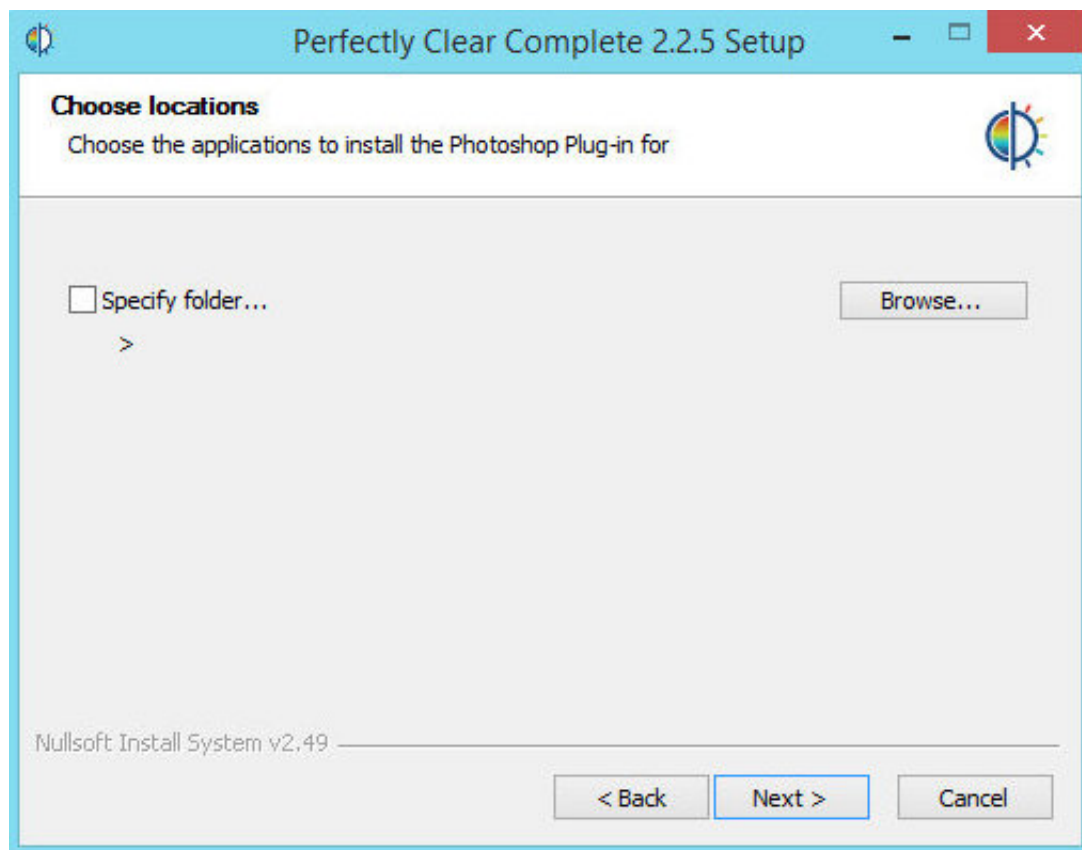 Perfectly Clear Complete 2.2.5 Setup
Choose locations
Choose the applications to install the Photoshop Plug-in for
Specify folder...
Browse...
>
Nullsoft Install System v2.49
< Back
Next >
Cancel